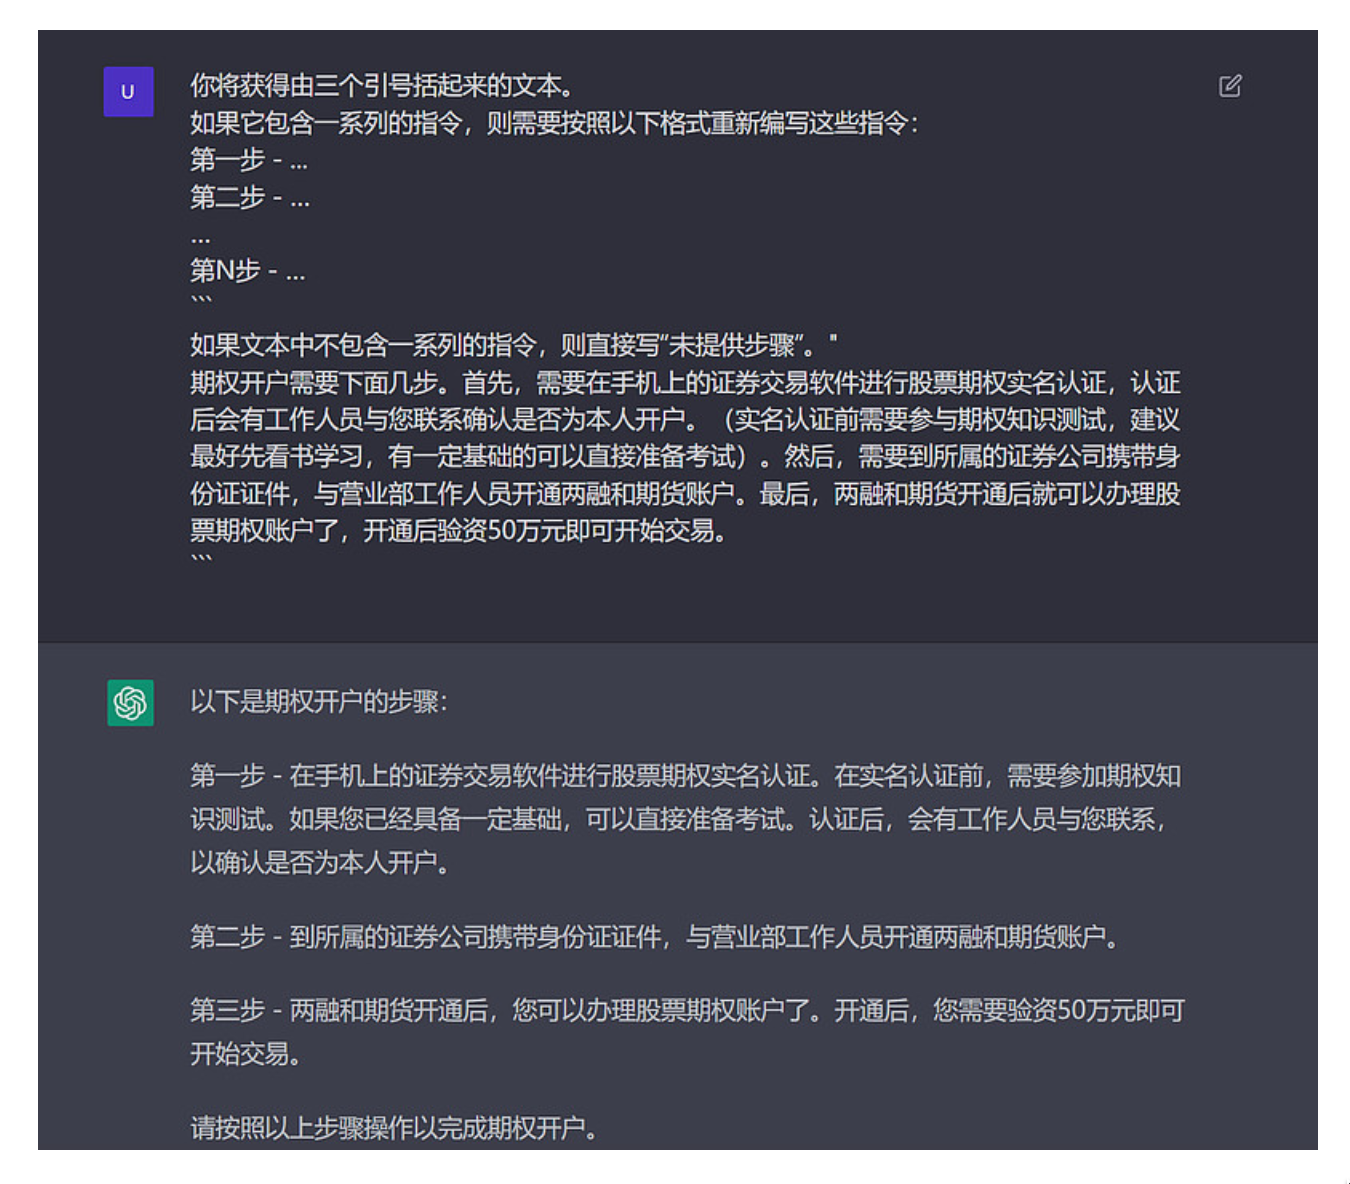 U
你将获得由三个引号括起来的文本。
如果它包含一系列的指令，则需要按照以下格式重新编写这些指令：
第一步 - ...
第二步 - ...
...
第N步 - ...
```
如果文本中不包含一系列的指令，则直接写“未提供步骤”。"
期权开户需要下面几步。首先，需要在手机上的证券交易软件进行股票期权实名认证，认证
后会有工作人员与您联系确认是否为本人开户。（实名认证前需要参与期权知识测试，建议
最好先看书学习，有一定基础的可以直接准备考试）。然后，需要到所属的证券公司携带身
份证证件，与营业部工作人员开通两融和期货账户。最后，两融和期货开通后就可以办理股
票期权账户了，开通后验资50万元即可开始交易。
```
以下是期权开户的步骤：
第一步 - 在手机上的证券交易软件进行股票期权实名认证。在实名认证前，需要参加期权知
识测试。如果您已经具备一定基础，可以直接准备考试。认证后，会有工作人员与您联系，
以确认是否为本人开户。
第二步 - 到所属的证券公司携带身份证证件，与营业部工作人员开通两融和期货账户。
第三步 - 两融和期货开通后，您可以办理股票期权账户了。开通后，您需要验资50万元即可
开始交易。
请按照以上步骤操作以完成期权开户。